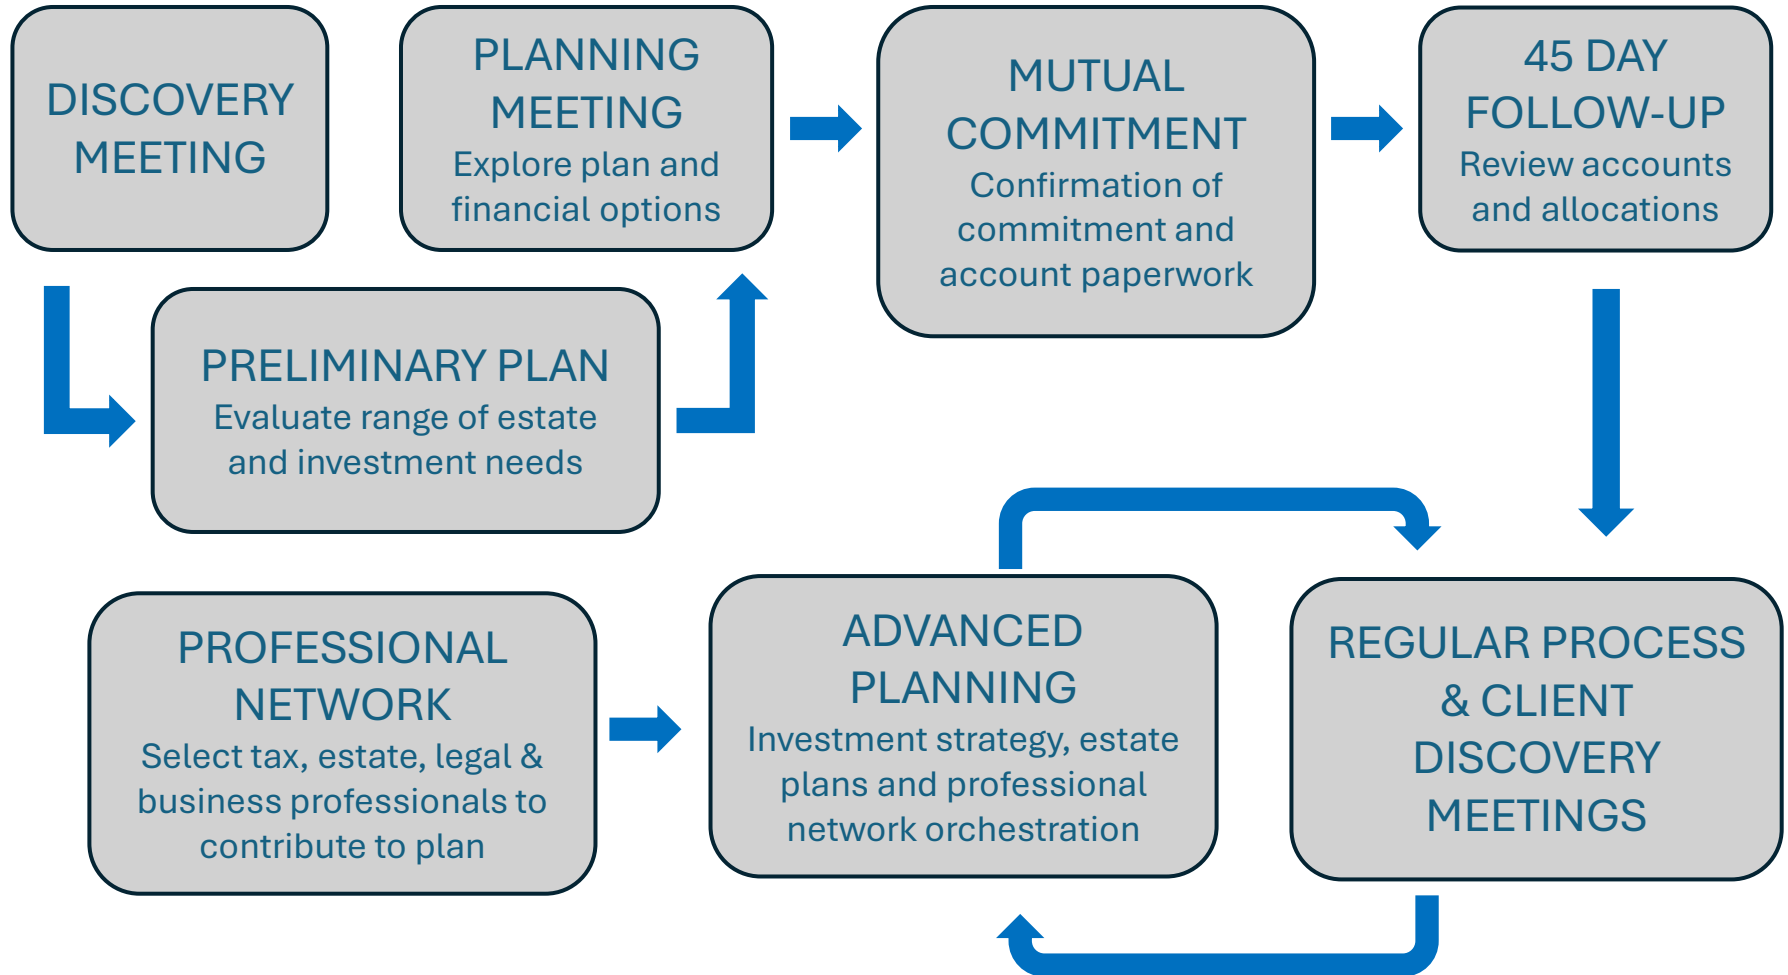 DISCOVERY
MEETING
PLANNING
MEETING
Explore plan and
financial options
MUTUAL
COMMITMENT
Confirmation of
commitment and
account paperwork
45 DAY
FOLLOW-UP
Review accounts
and allocations
PRELIMINARY PLAN
Evaluate range of estate
and investment needs
PROFESSIONAL
NETWORK
Select tax, estate, legal &
business professionals to
contribute to plan
ADVANCED
PLANNING
Investment strategy, estate
plans and professional
network orchestration
REGULAR PROCESS
& CLIENT
DISCOVERY
MEETINGS